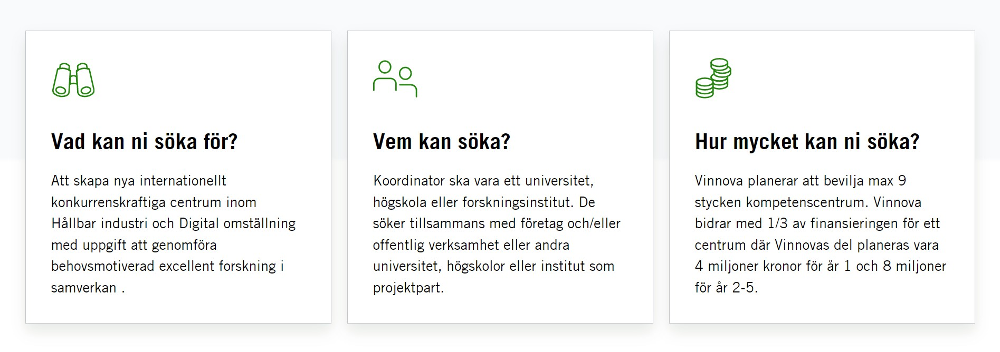 Vad kan ni söka för?
Att skapa nya internationellt
konkurrenskraftiga centrum inom
Hållbar industri och Digital omställning
med uppgift att genomföra
behovsmotiverad excellent forskning i
samverkan .
Vem kan söka?
Koordinator ska vara ett universitet,
högskola eller forskningsinstitut. De
söker tillsammans med företag och/eller
offentlig verksamhet eller andra
universitet, högskolor eller institut som
projektpart.
Hur mycket kan ni söka?
Vinnova planerar att bevilja max 9
stycken kompetenscentrum. Vinnova
bidrar med 1/3 av finansieringen för ett
centrum där Vinnovas del planeras vara
4 miljoner kronor för år 1 och 8 miljoner
för år 2-5.